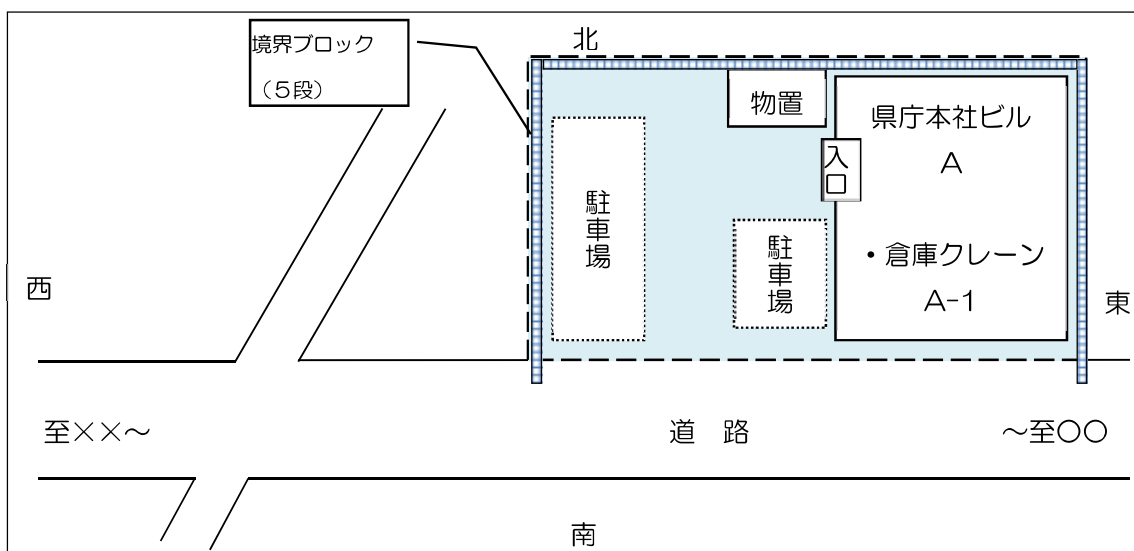 境界ブロック
(5段)
北
物置
県庁本社ビル
A
入口
駐車場
駐車場
・倉庫クレーン
A-1
西
東
至××～
道 路
～至〇〇
南